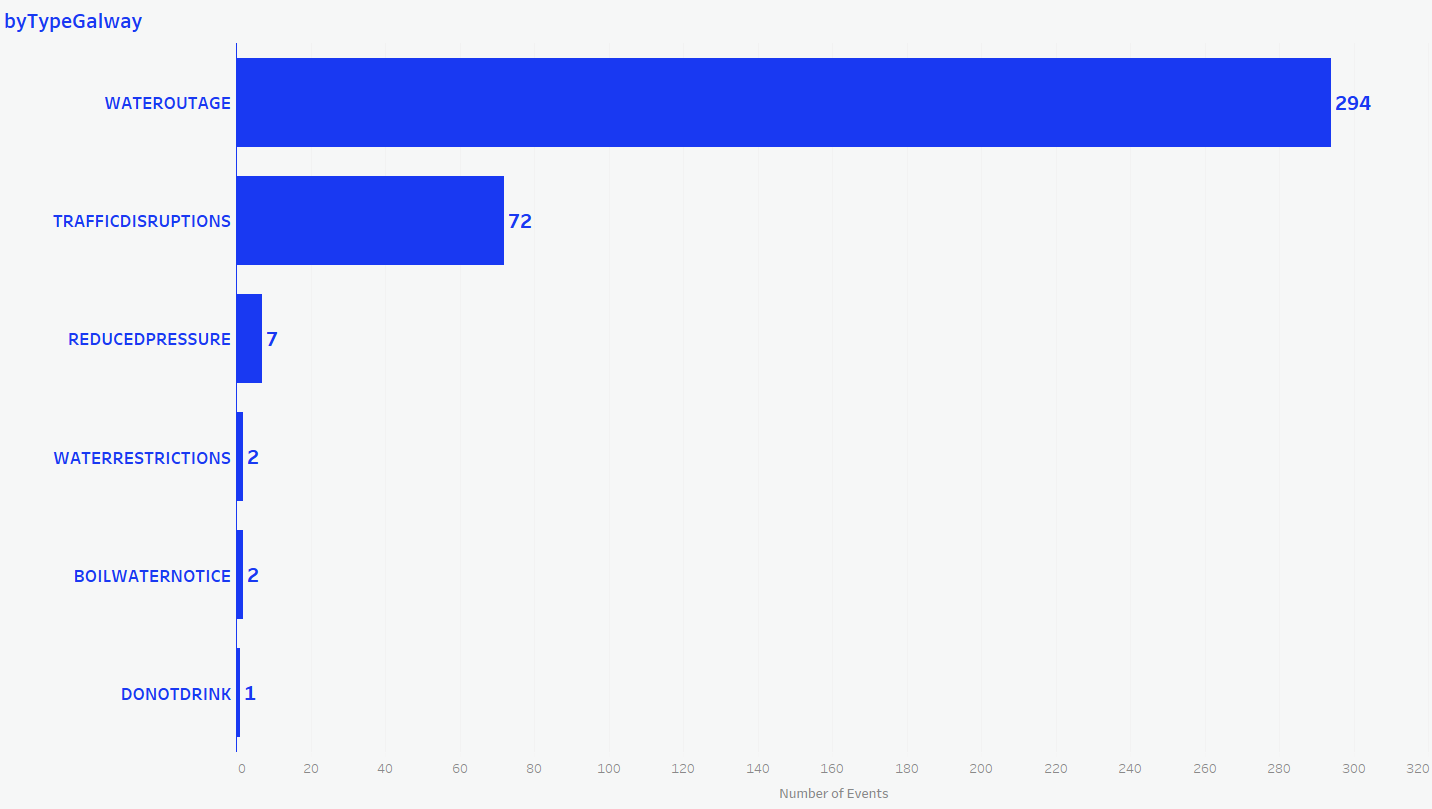 byTypeGalway
WATEROUTAGE 294
TRAFFICDISRUPTIONS 72
REDUCEDPRESSURE 7
WATERRESTRICTIONS 2
BOILWATERNOTICE 2
DONOTDRINK 1
0 20 40 60 80 100 120 140 160 180 200 220 240 260 280 300 320
Number of Events